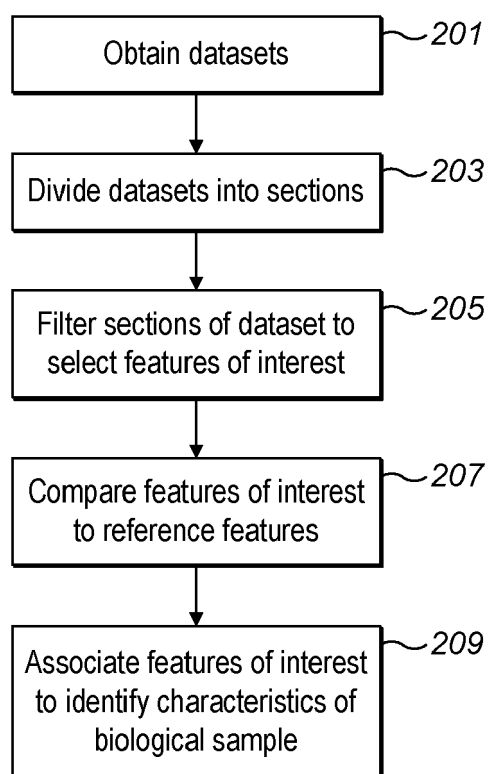 Obtain datasets
201
Divide datasets into sections
203
Filter sections of dataset to
select features of interest
205
Compare features of interest
to reference features
207
Associate features of interest
to identify characteristics of
biological sample
209